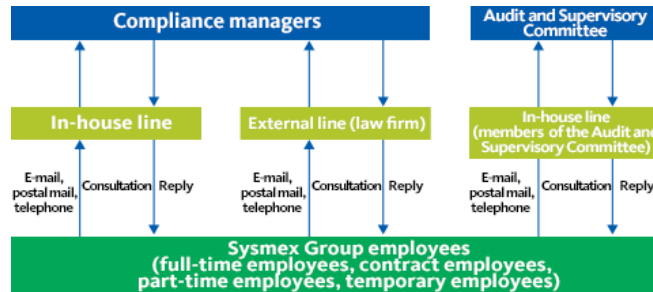 Compliance managers
Audit and Supervisory
Committee
In-house line
External line (law firm)
In-house line
(members of the Audit and
Supervisory Committee)
E-mail,
postal mail,
telephone
Consultation
Reply
E-mail,
postal mail,
telephone
Consultation
Reply
E-mail,
postal mail,
telephone
Consultation
Reply
Sysmex Group employees
(full-time employees, contract employees,
part-time employees, temporary employees)